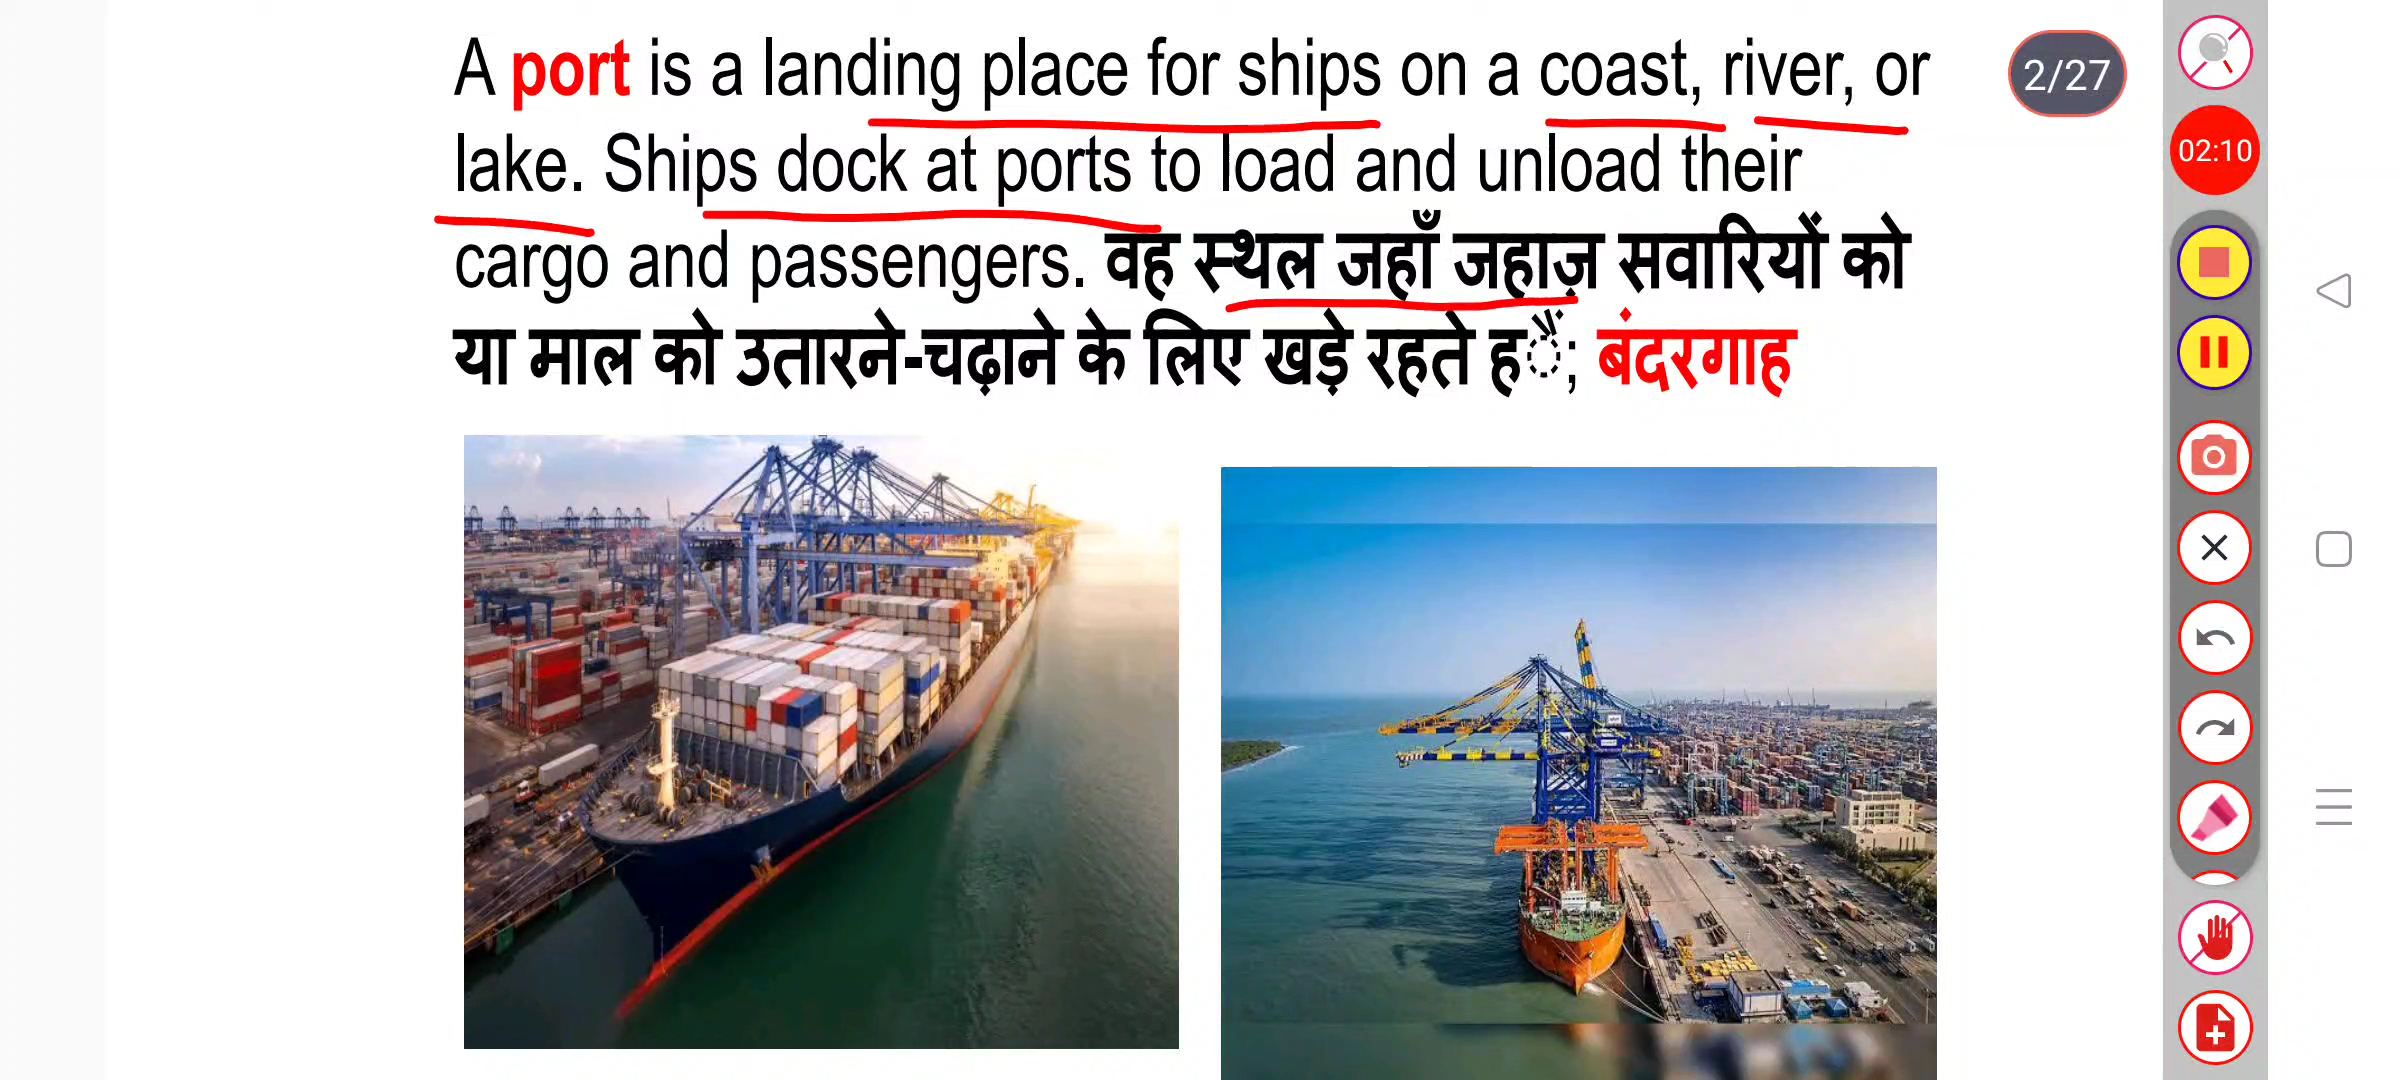 A port is a landing place for ships on a coast, river, or
lake. Ships dock at ports to load and unload their
cargo and passengers. वह स्थल जहाँ जहाज़ सवारियों को
या माल को उतारने-चढ़ाने के लिए खड़े रहते हैं; बंदरगाह
2/27
02:10